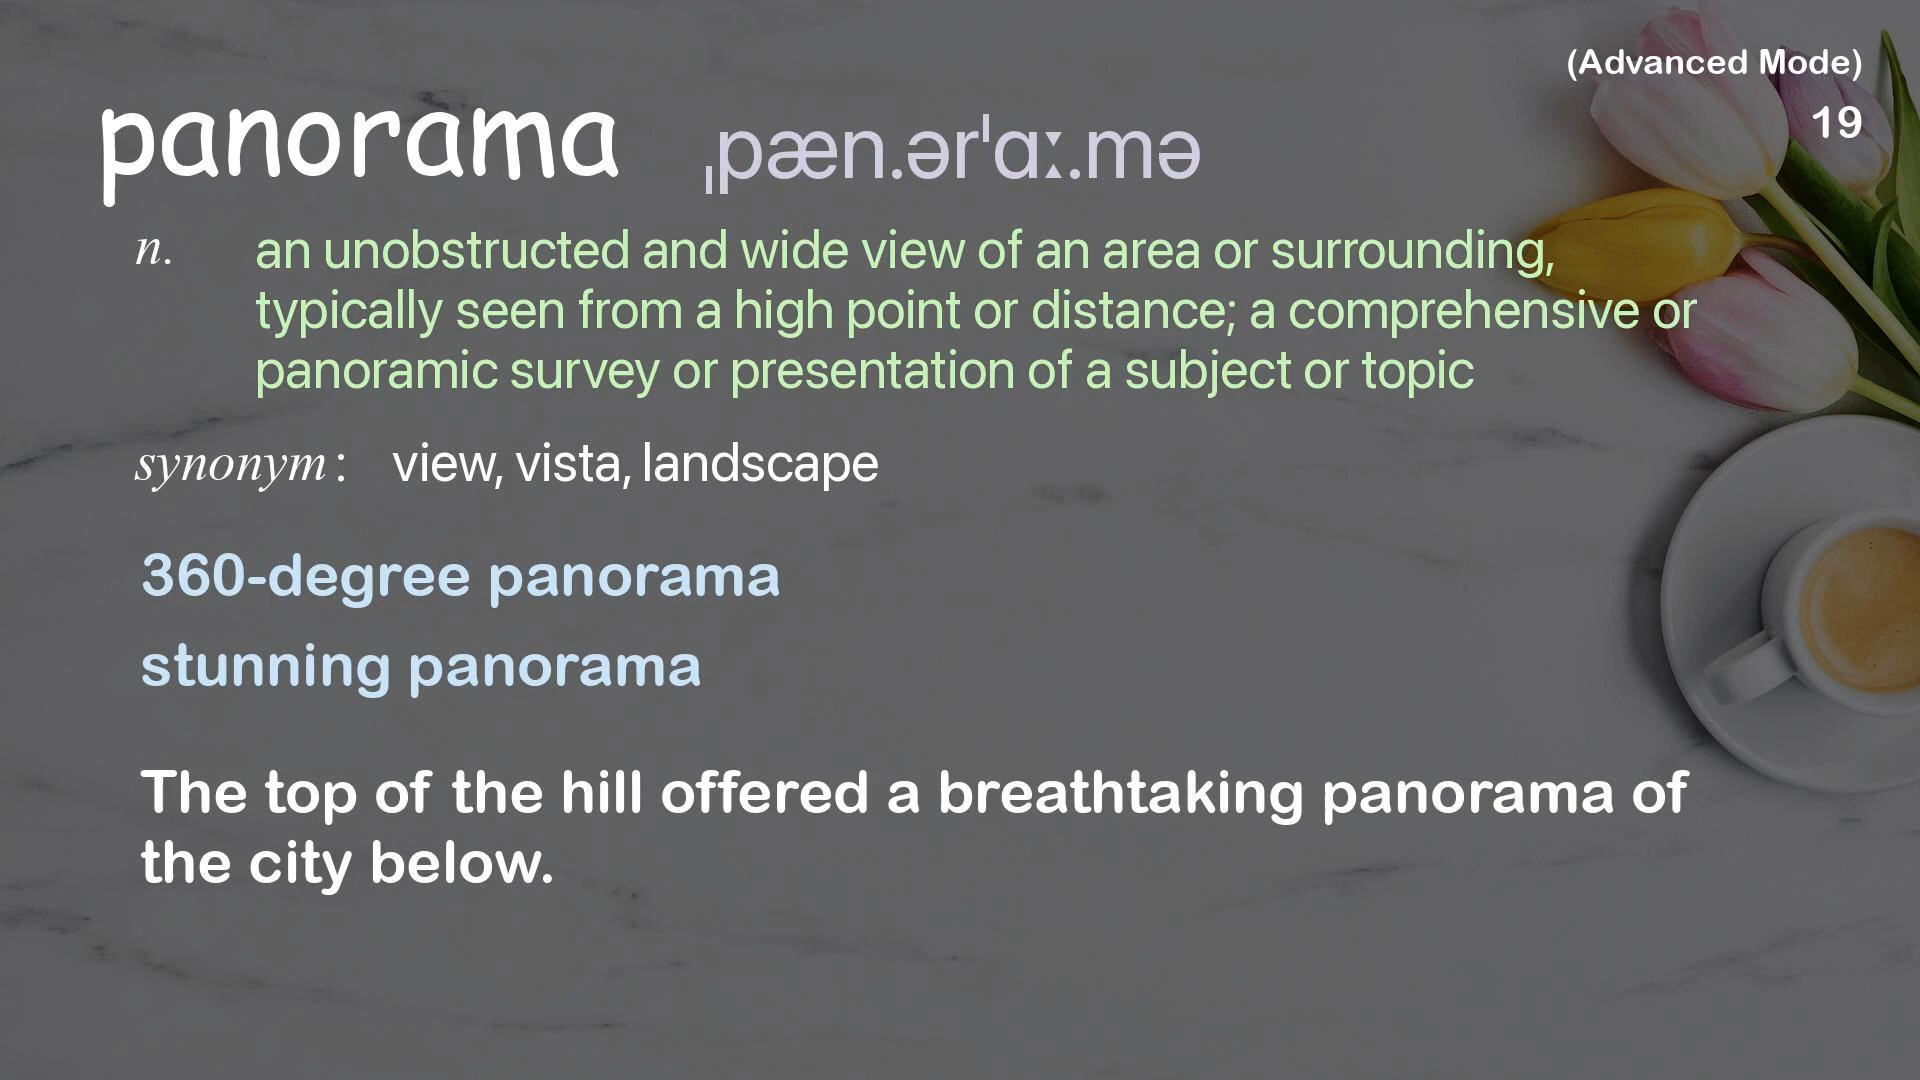 (Advanced Mode)
19
panorama ˌpæn.ərˈɑː.mə
n. an unobstructed and wide view of an area or surrounding,
typically seen from a high point or distance; a comprehensive or
panoramic survey or presentation of a subject or topic
synonym : view, vista, landscape
360-degree panorama
stunning panorama
The top of the hill offered a breathtaking panorama of
the city below.